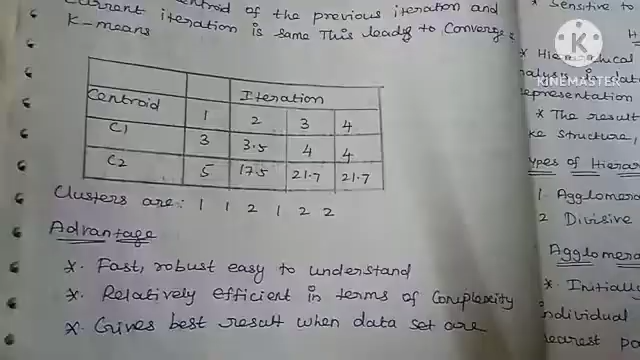 centroid of the previous iteration and
current iteration is same This leads to Converge
K-means
Iteration
Centroid 1 2 3 4
C1 3 3.5 4 4
C2 5 17.5 21.7 21.7
Clusters are: 1 1 2 1 2 2
Advantage
* Fast, robust easy to understand
* Relatively efficient in terms of Complexity
* Gives best result when data set are
* Sensitive to
* Hierarchical
representation
* The result
structure,
Types of Hierar
1. Agglomera
2 Divisive
Agglomera
* Initially
individual
nearest
K
KINEMASTER